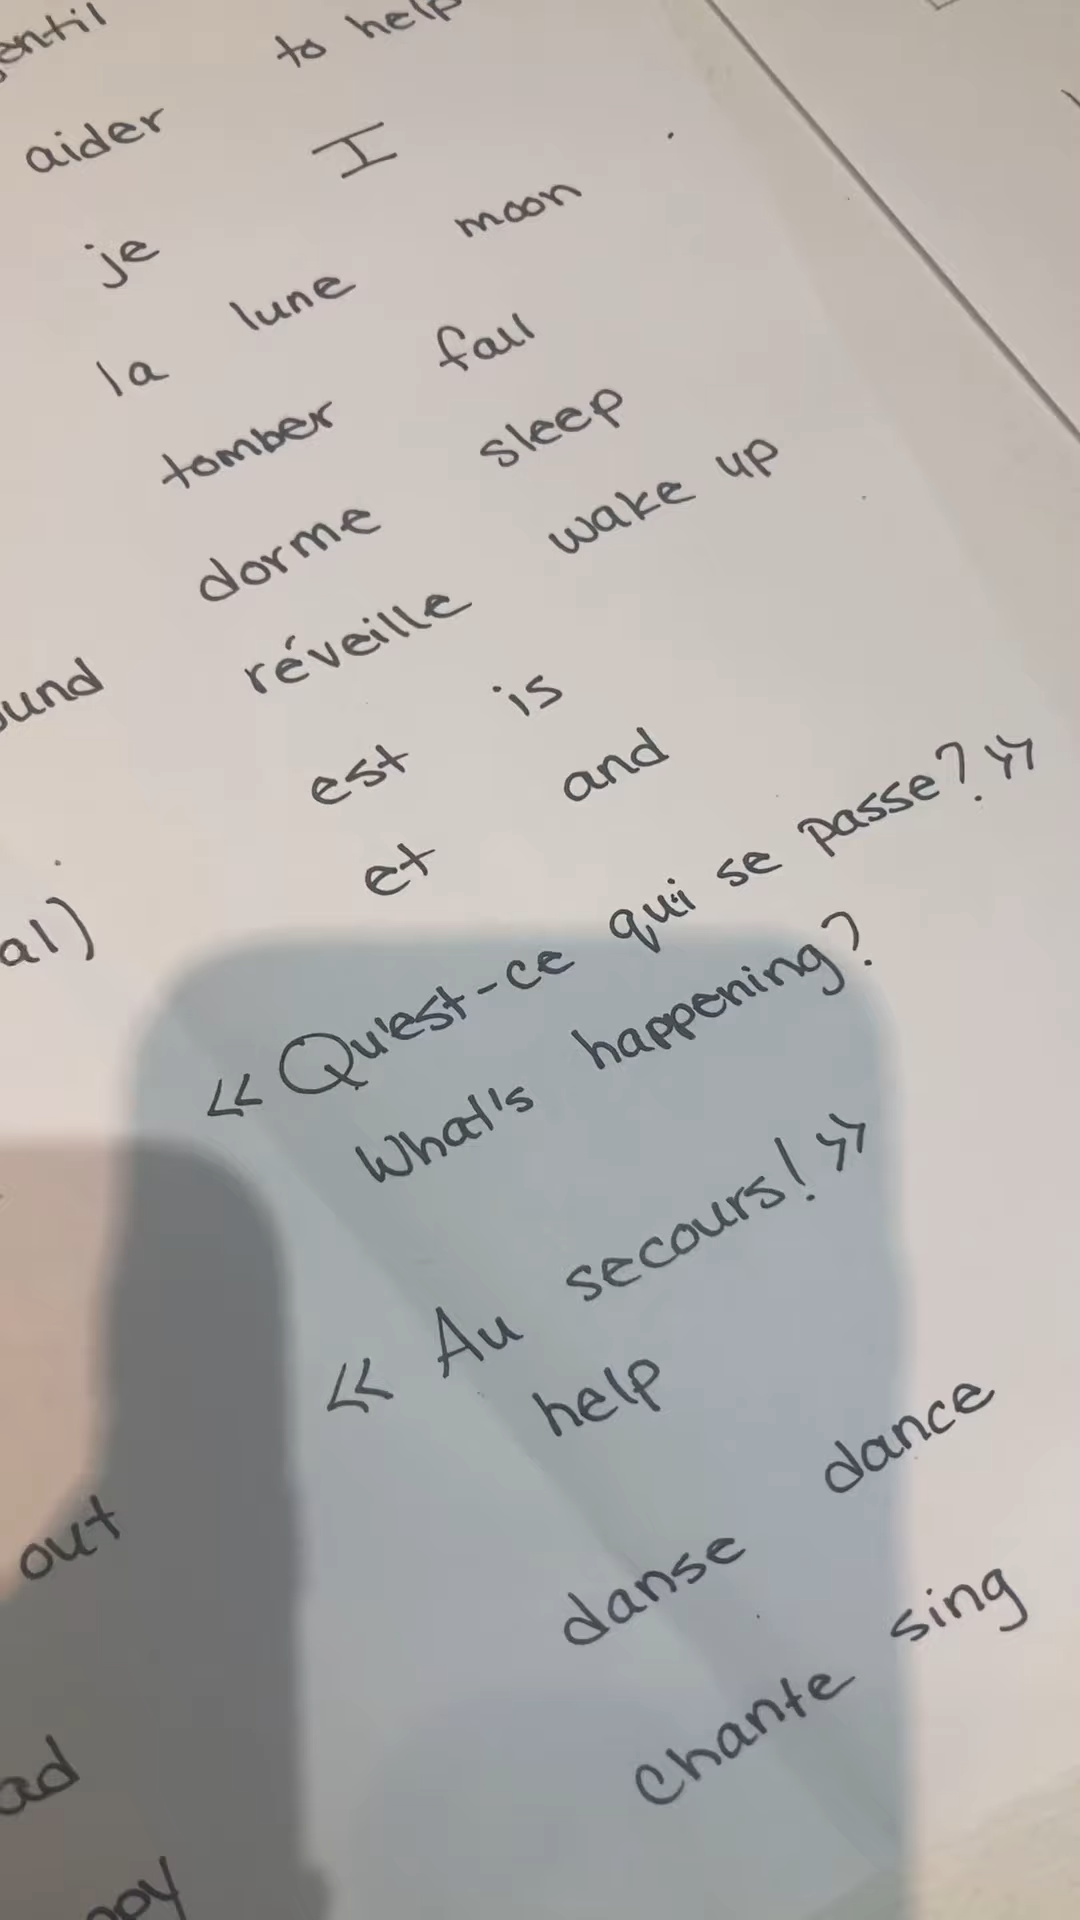 to help
aider
I
je
la lune moon
tomber fall
dorme sleep
réveille wake up
est is
et and
« Qu'est-ce qui se passe? »
What's happening?
« Au secours! »
help
danse dance
chante sing
out